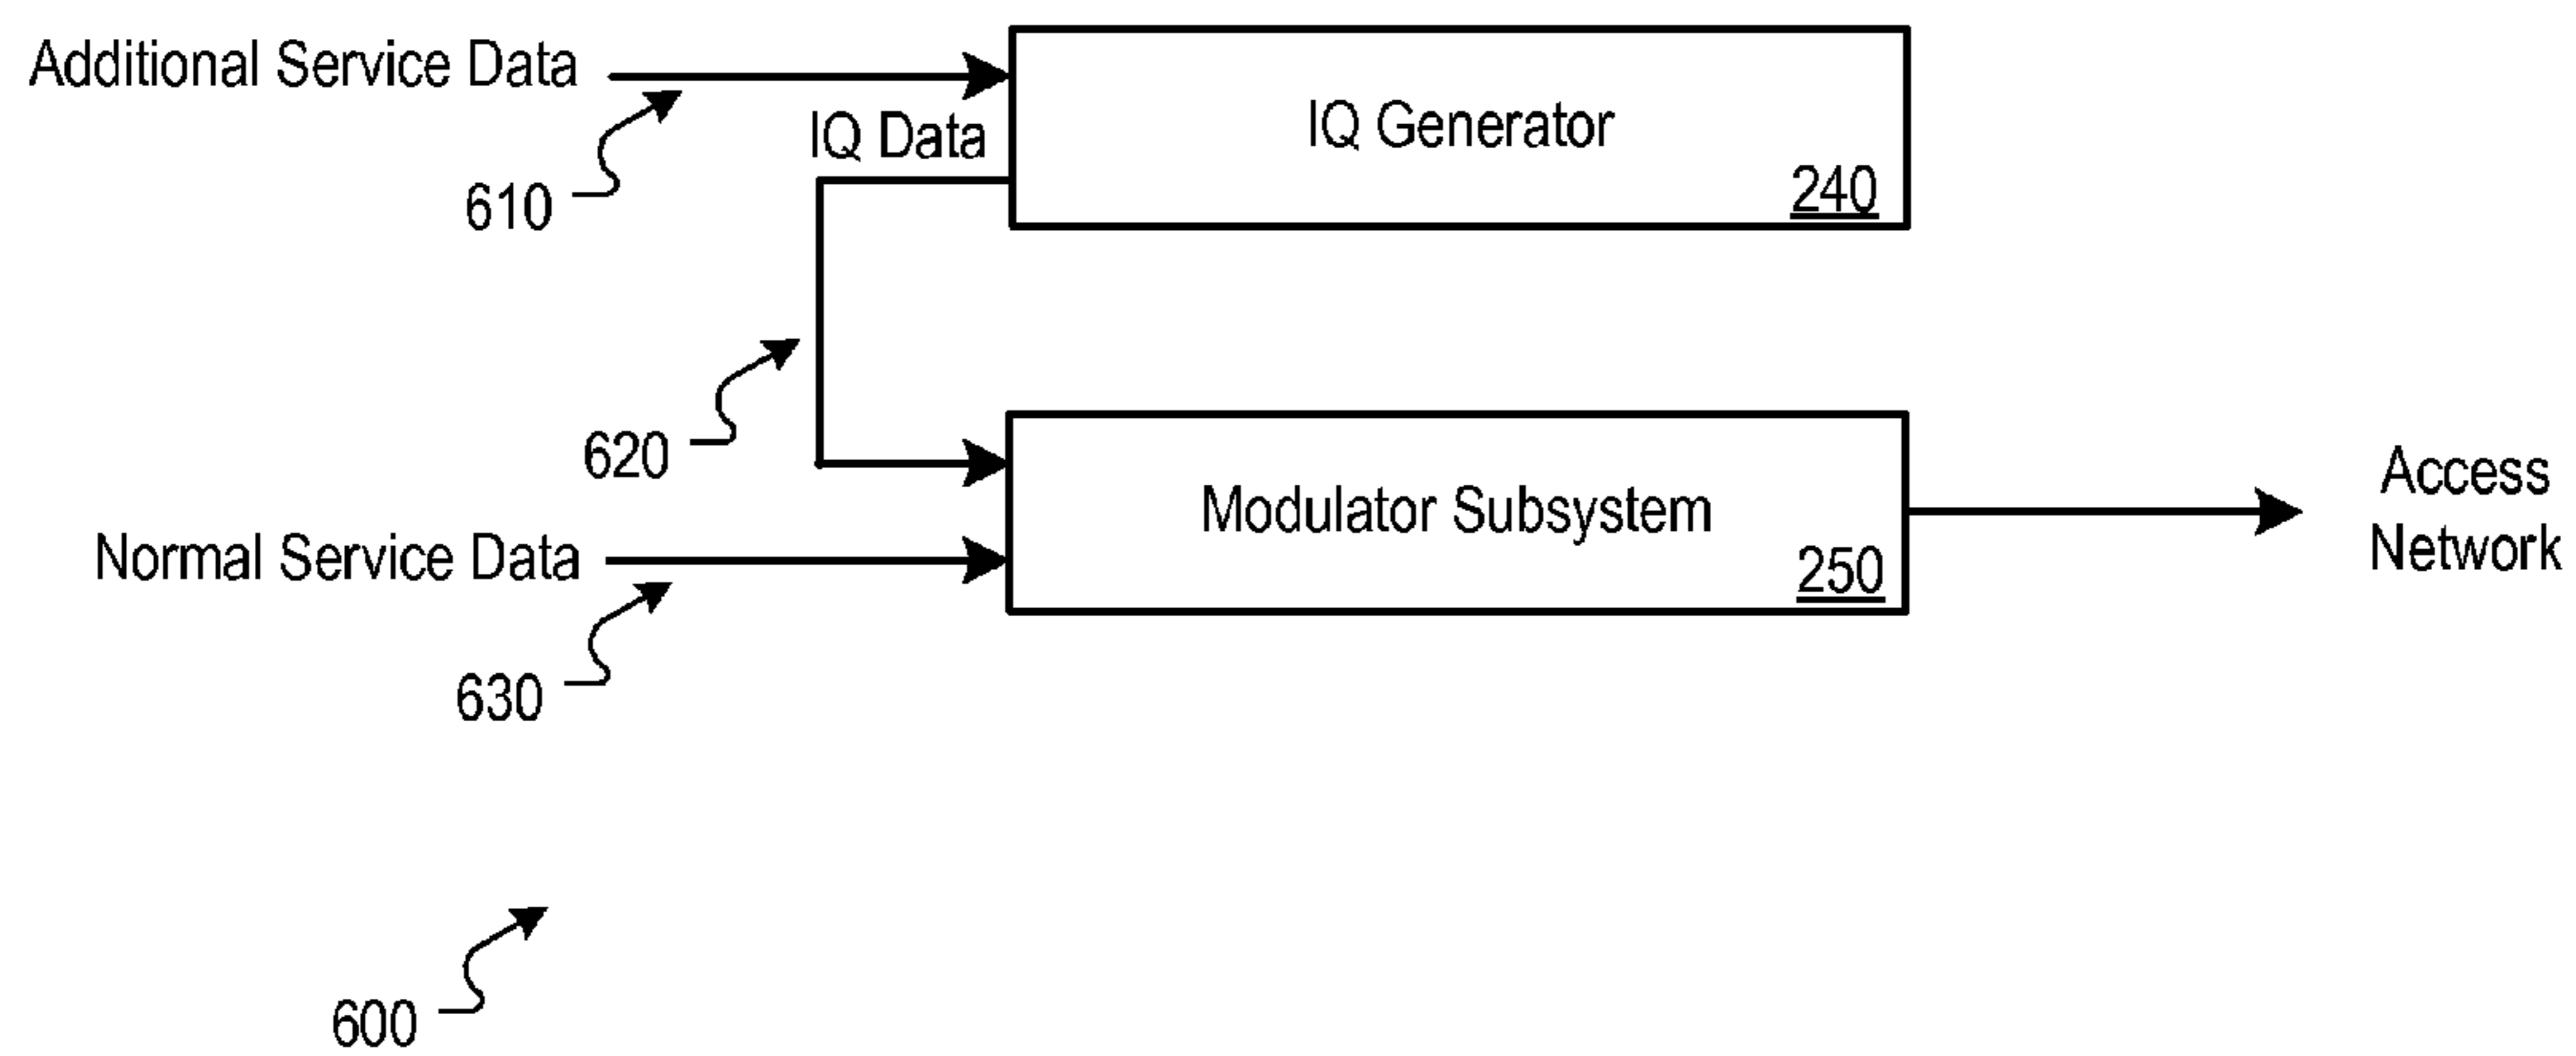 Additional Service Data
IQ Data
IQ Generator
240
610
620
Modulator Subsystem
250
Access
Network
Normal Service Data
630
600